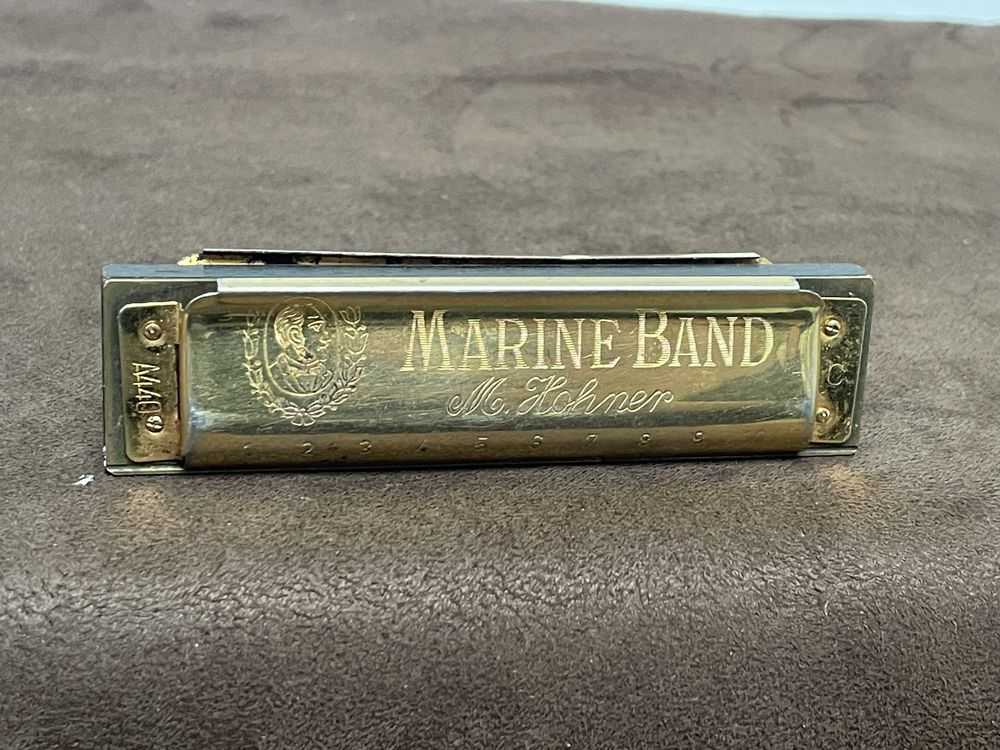 MARINE BAND
M. Hohner
C
1 2 3 4 5 6 7 8 9